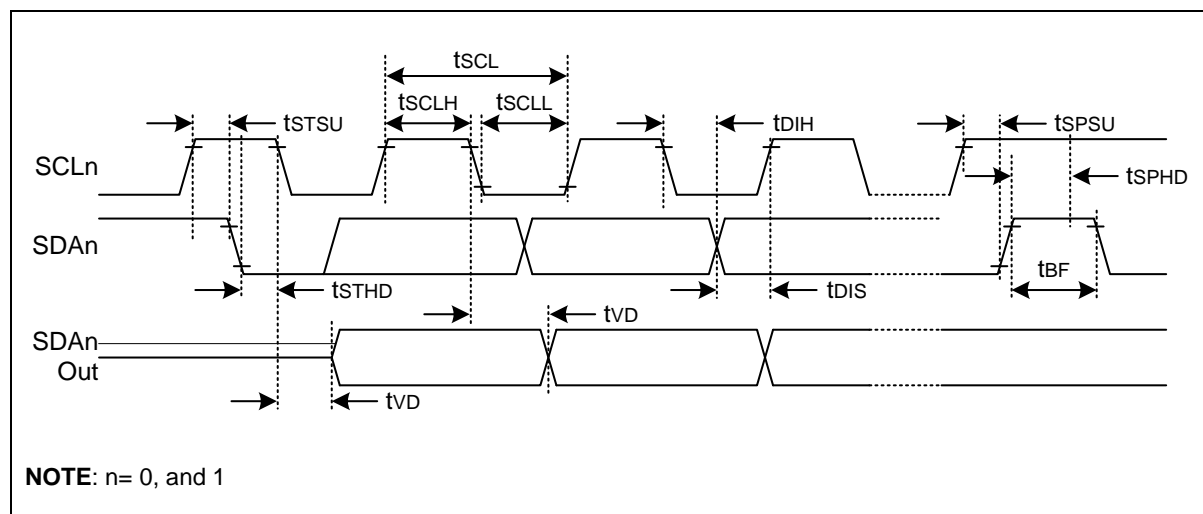 tSCL
tSCLH
tSCLL
tSTSU
tDIH
tSPSU
SCLn
tSPHD
SDAn
tBF
tSTHD
tDIS
tVD
SDAn
Out
tVD
NOTE: n= 0, and 1